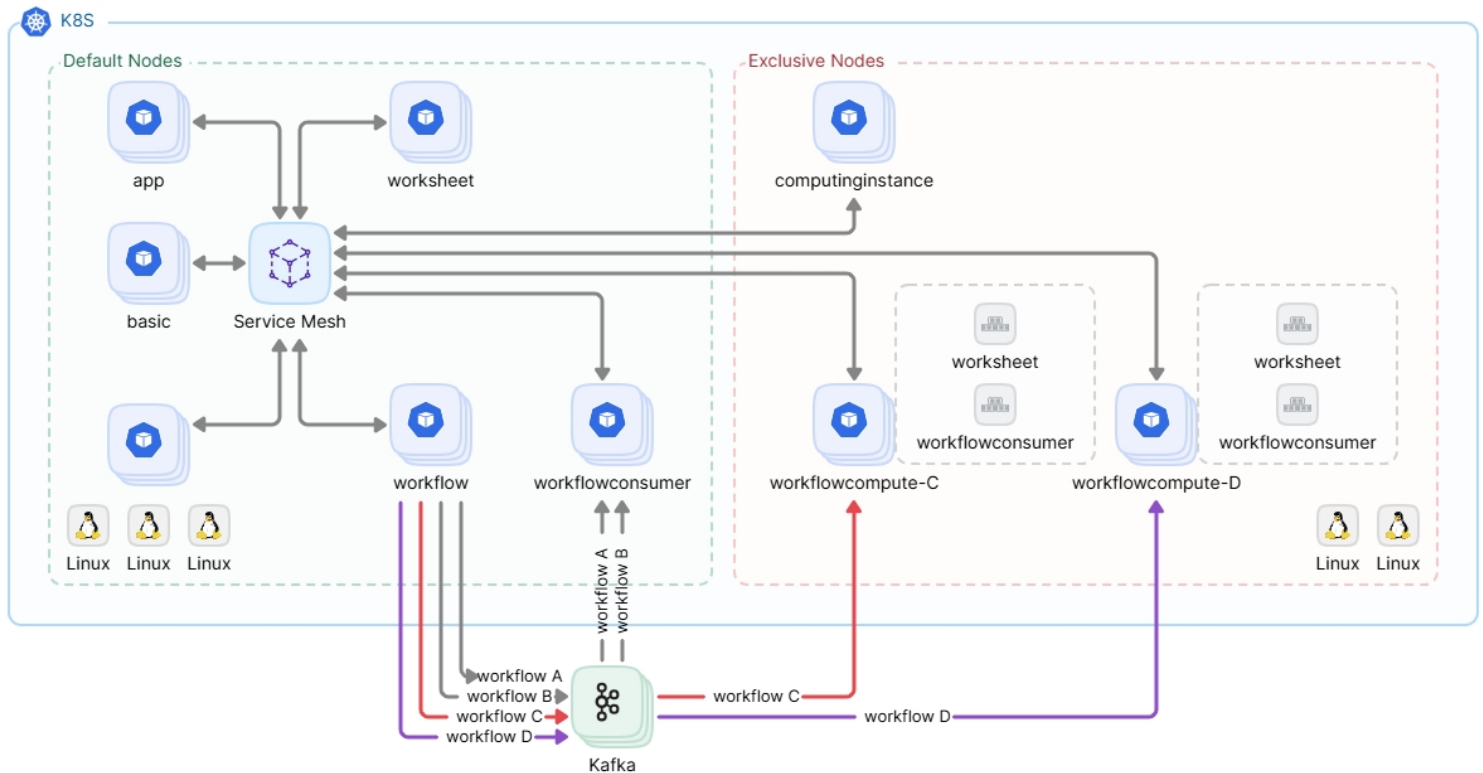 K8S
Default Nodes
Exclusive Nodes
app
worksheet
computinginstance
basic
Service Mesh
worksheet
worksheet
workflowconsumer
workflowconsumer
workflow
workflowconsumer
workflowcompute-C
workflowcompute-D
Linux
Linux
Linux
Linux
Linux
workflow A
workflow B
workflow A
workflow B
workflow C
workflow C
workflow D
workflow D
Kafka